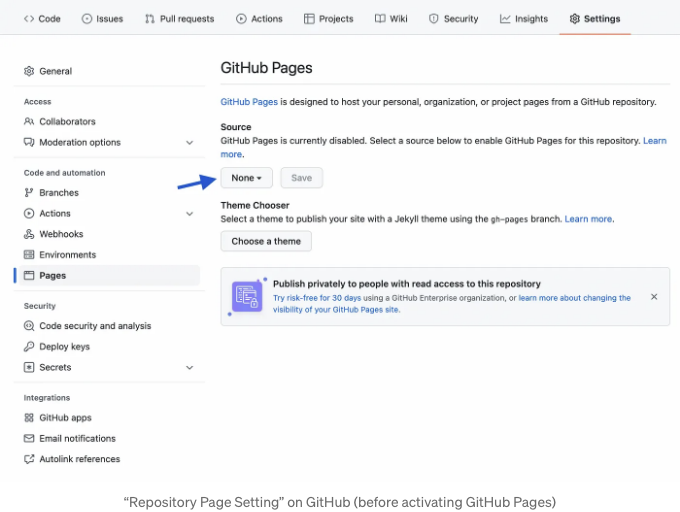 Code Issues Pull requests Actions Projects Wiki Security Insights Settings
General
Access
Collaborators
Moderation options
Code and automation
Branches
Actions
Webhooks
Environments
Pages
Security
Code security and analysis
Deploy keys
Secrets
Integrations
GitHub apps
Email notifications
Autolink references
GitHub Pages
GitHub Pages is designed to host your personal, organization, or project pages from a GitHub repository.
Source
GitHub Pages is currently disabled. Select a source below to enable GitHub Pages for this repository. Learn
more.
None Save
Theme Chooser
Select a theme to publish your site with a Jekyll theme using the gh-pages branch. Learn more.
Choose a theme
Publish privately to people with read access to this repository
Try risk-free for 30 days using a GitHub Enterprise organization, or learn more about changing the
visibility of your GitHub Pages site.
“Repository Page Setting” on GitHub (before activating GitHub Pages)